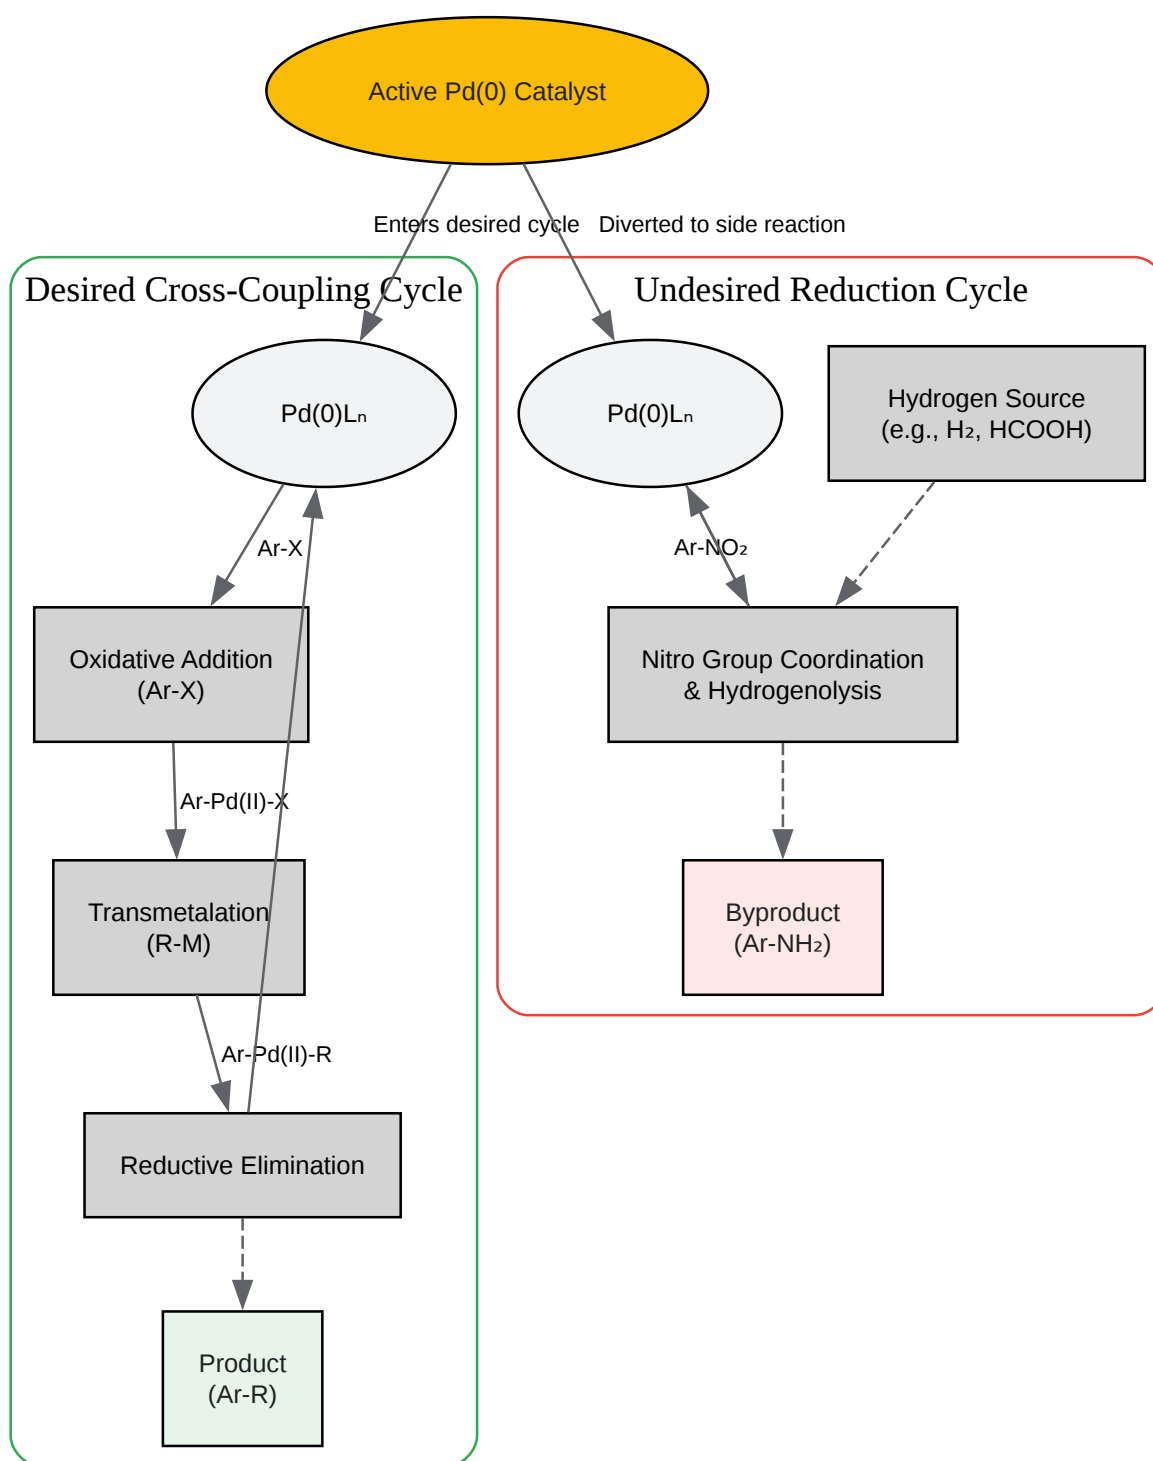 Active Pd(0) Catalyst
Enters desired cycle
Diverted to side reaction
Desired Cross-Coupling Cycle
Pd(0)Lₙ
Ar-X
Oxidative Addition
(Ar-X)
Ar-Pd(II)-X
Transmetalation
(R-M)
Ar-Pd(II)-R
Reductive Elimination
Product
(Ar-R)
Undesired Reduction Cycle
Pd(0)Lₙ
Hydrogen Source
(e.g., H₂, HCOOH)
Ar-NO₂
Nitro Group Coordination
& Hydrogenolysis
Byproduct
(Ar-NH₂)